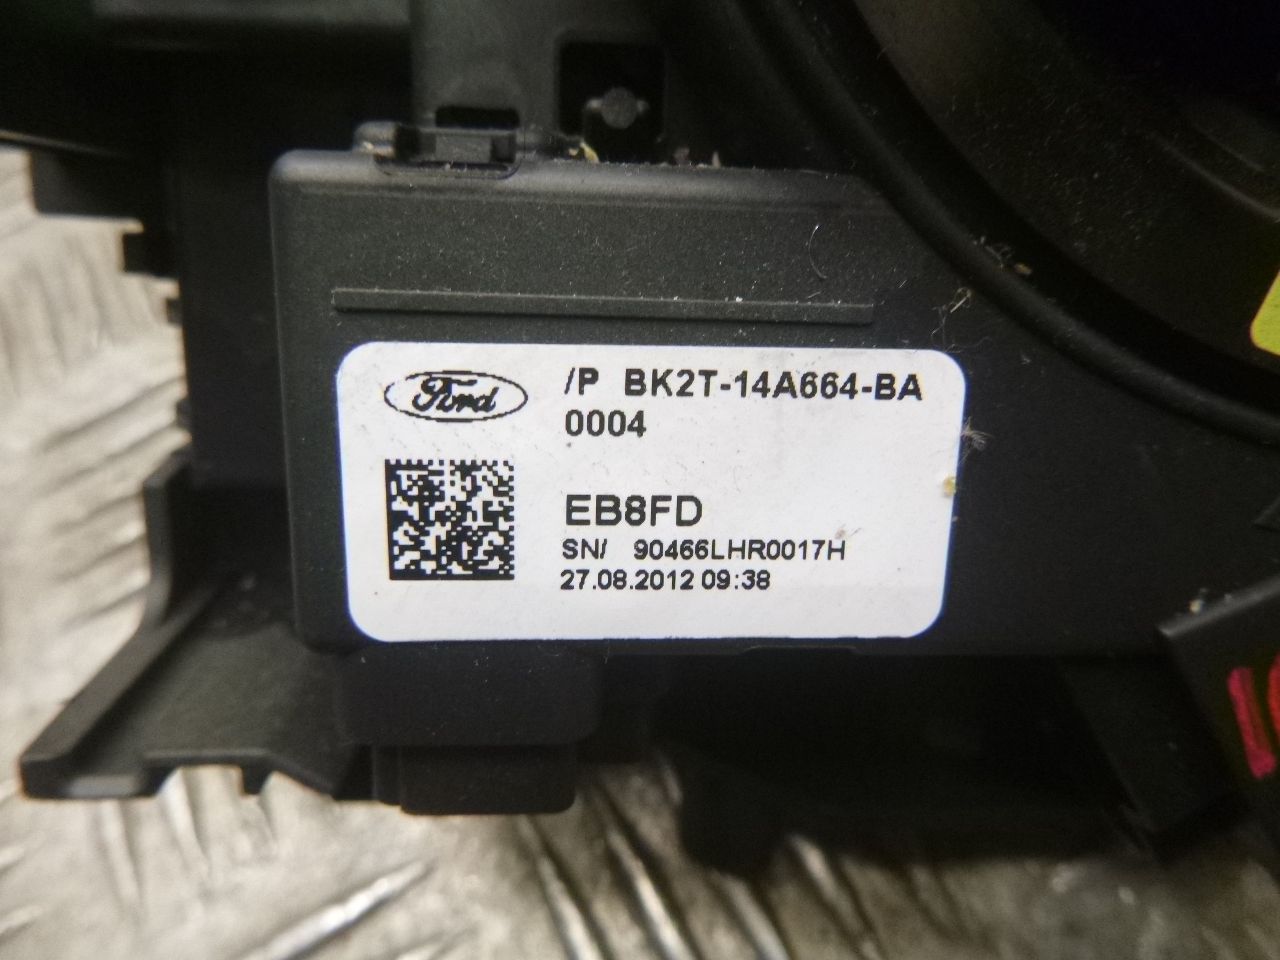 Ford
/P BK2T-14A664-BA
0004
EB8FD
SN/ 90466LHR0017H
27.08.2012 09:38